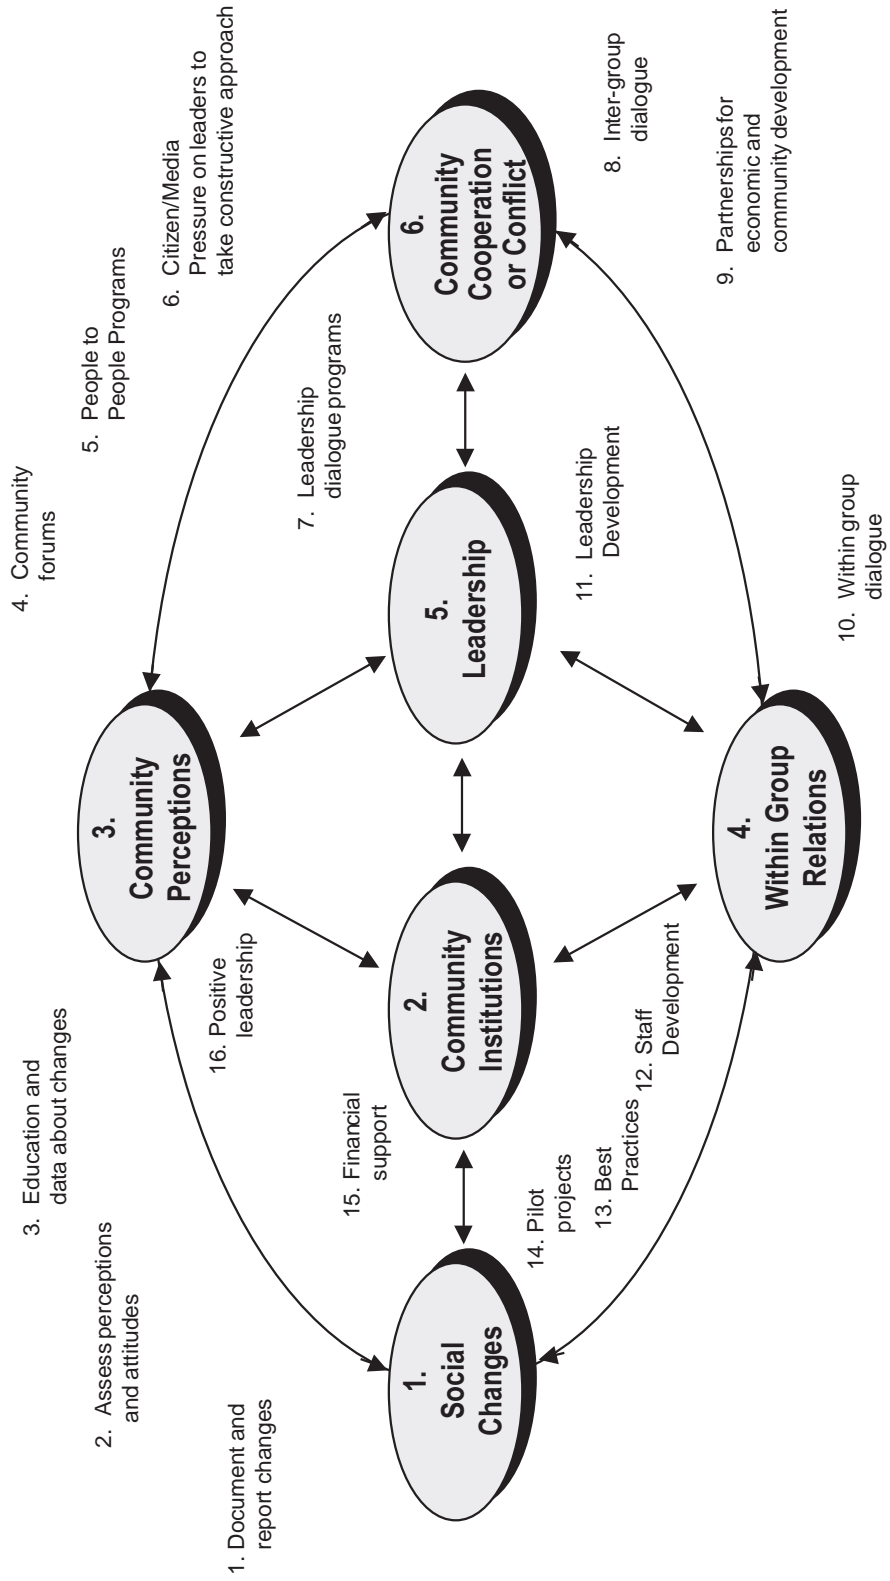 1. Document and
report changes
2. Assess perceptions
and attitudes
3. Education and
data about changes
4. Community
forums
5. People to
People Programs
6. Citizen/Media
Pressure on leaders to
take constructive approach
7. Leadership
dialogue programs
8. Inter-group
dialogue
9. Partnerships for
economic and
community development
10. Within group
dialogue
11. Leadership
Development
12. Staff
Development
13. Best
Practices
14. Pilot
projects
15. Financial
support
16. Positive
leadership
1.
Social
Changes
2.
Community
Institutions
3.
Community
Perceptions
4.
Within Group
Relations
5.
Leadership
6.
Community
Cooperation
or Conflict